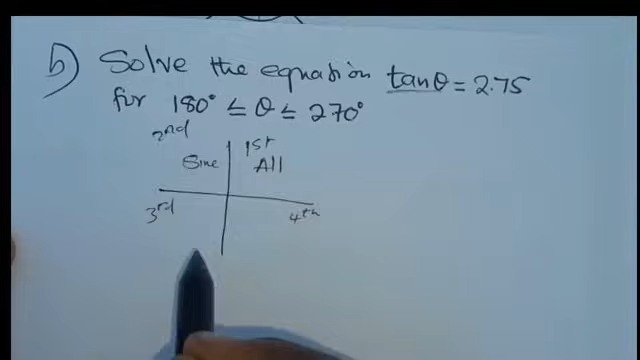 b) Solve the equation tanθ = 2.75
for 180° ≤ θ ≤ 270°
2nd 1st
Sine All
3rd 4th